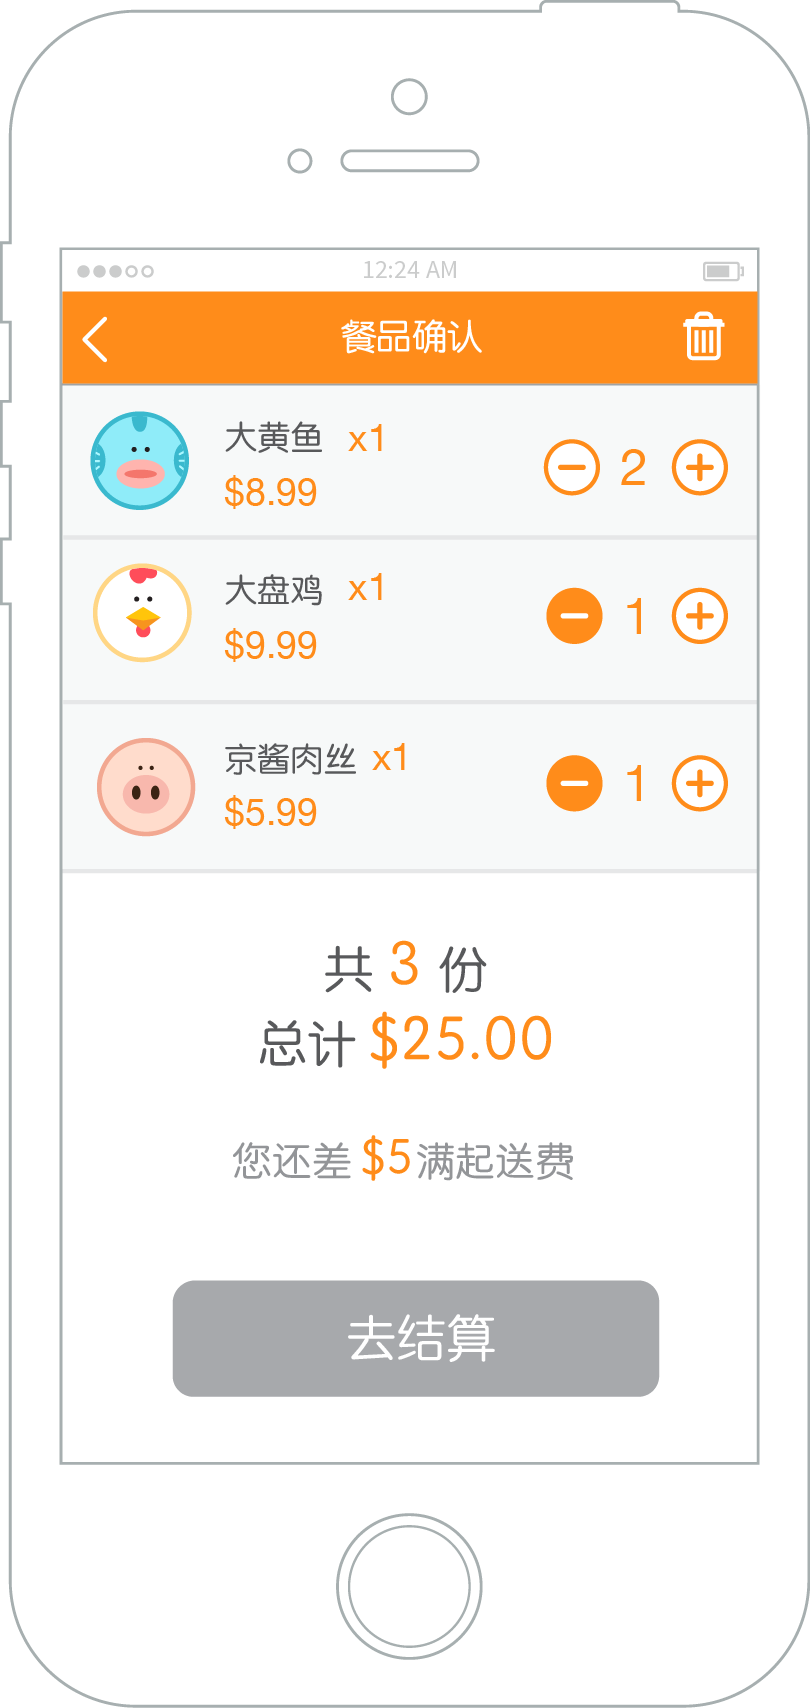 12:24 AM
餐品确认
大黄鱼 x1
$8.99
2
大盘鸡 x1
$9.99
1
京酱肉丝 x1
$5.99
1
共 3 份
总计 $25.00
您还差 $5 满起送费
去结算